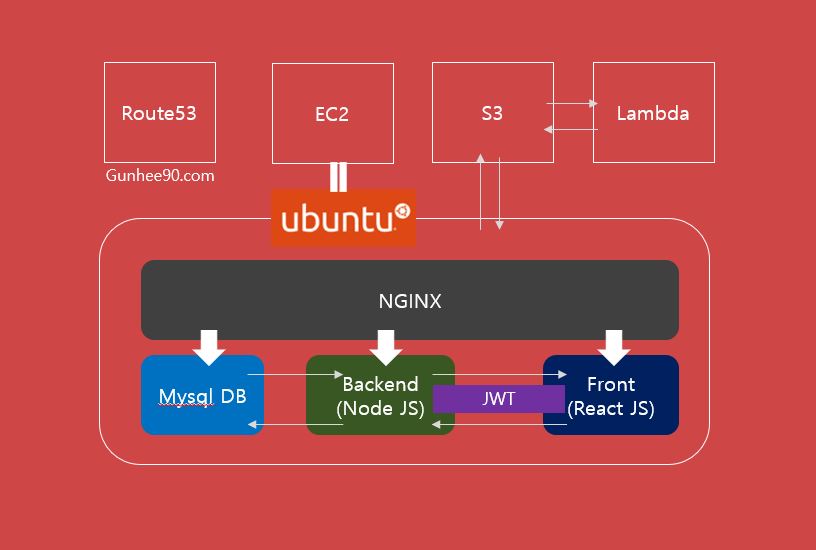 Route53
EC2
S3
Lambda
Gunhee90.com
ubuntu
NGINX
Mysql DB
Backend
(Node JS)
JWT
Front
(React JS)